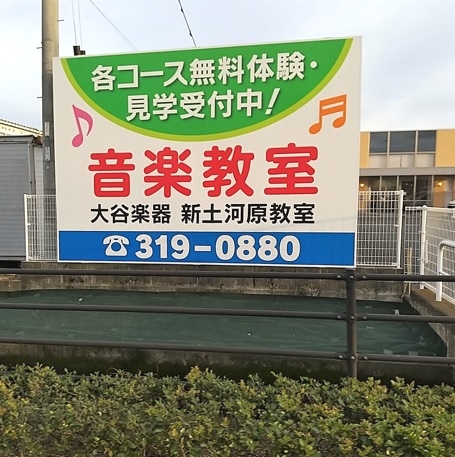 各コース無料体験・
見学受付中!
音楽教室
大谷楽器 新土河原教室
☎319-0880